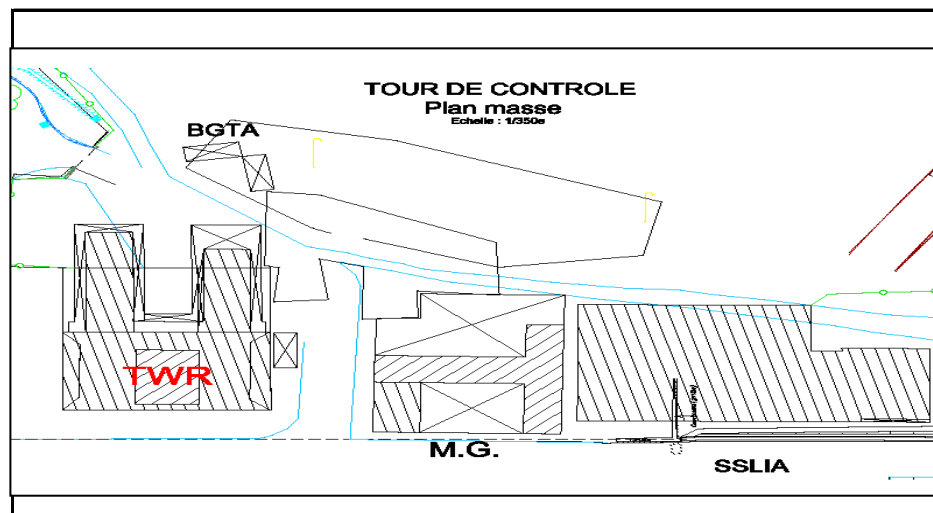 TOUR DE CONTROLE
Plan masse
Echelle : 1/350e
BGTA
TWR
M.G.
SSLIA